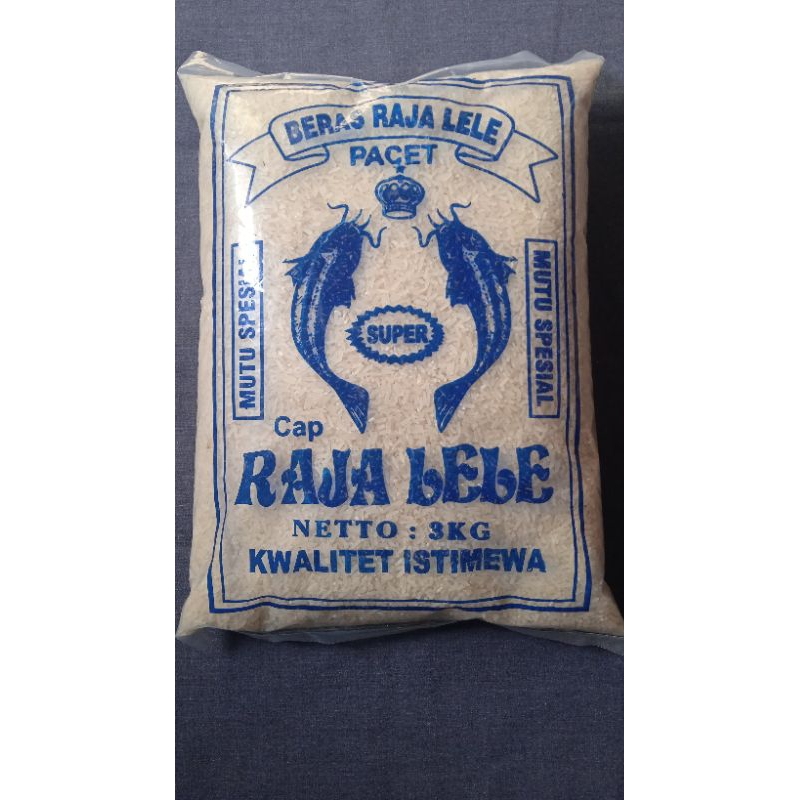 BERAS RAJA LELE
PACET
MUTU SPESIAL
SUPER
MUTU SPESIAL
Cap
RAJA LELE
NETTO : 3KG
KWALITET ISTIMEWA